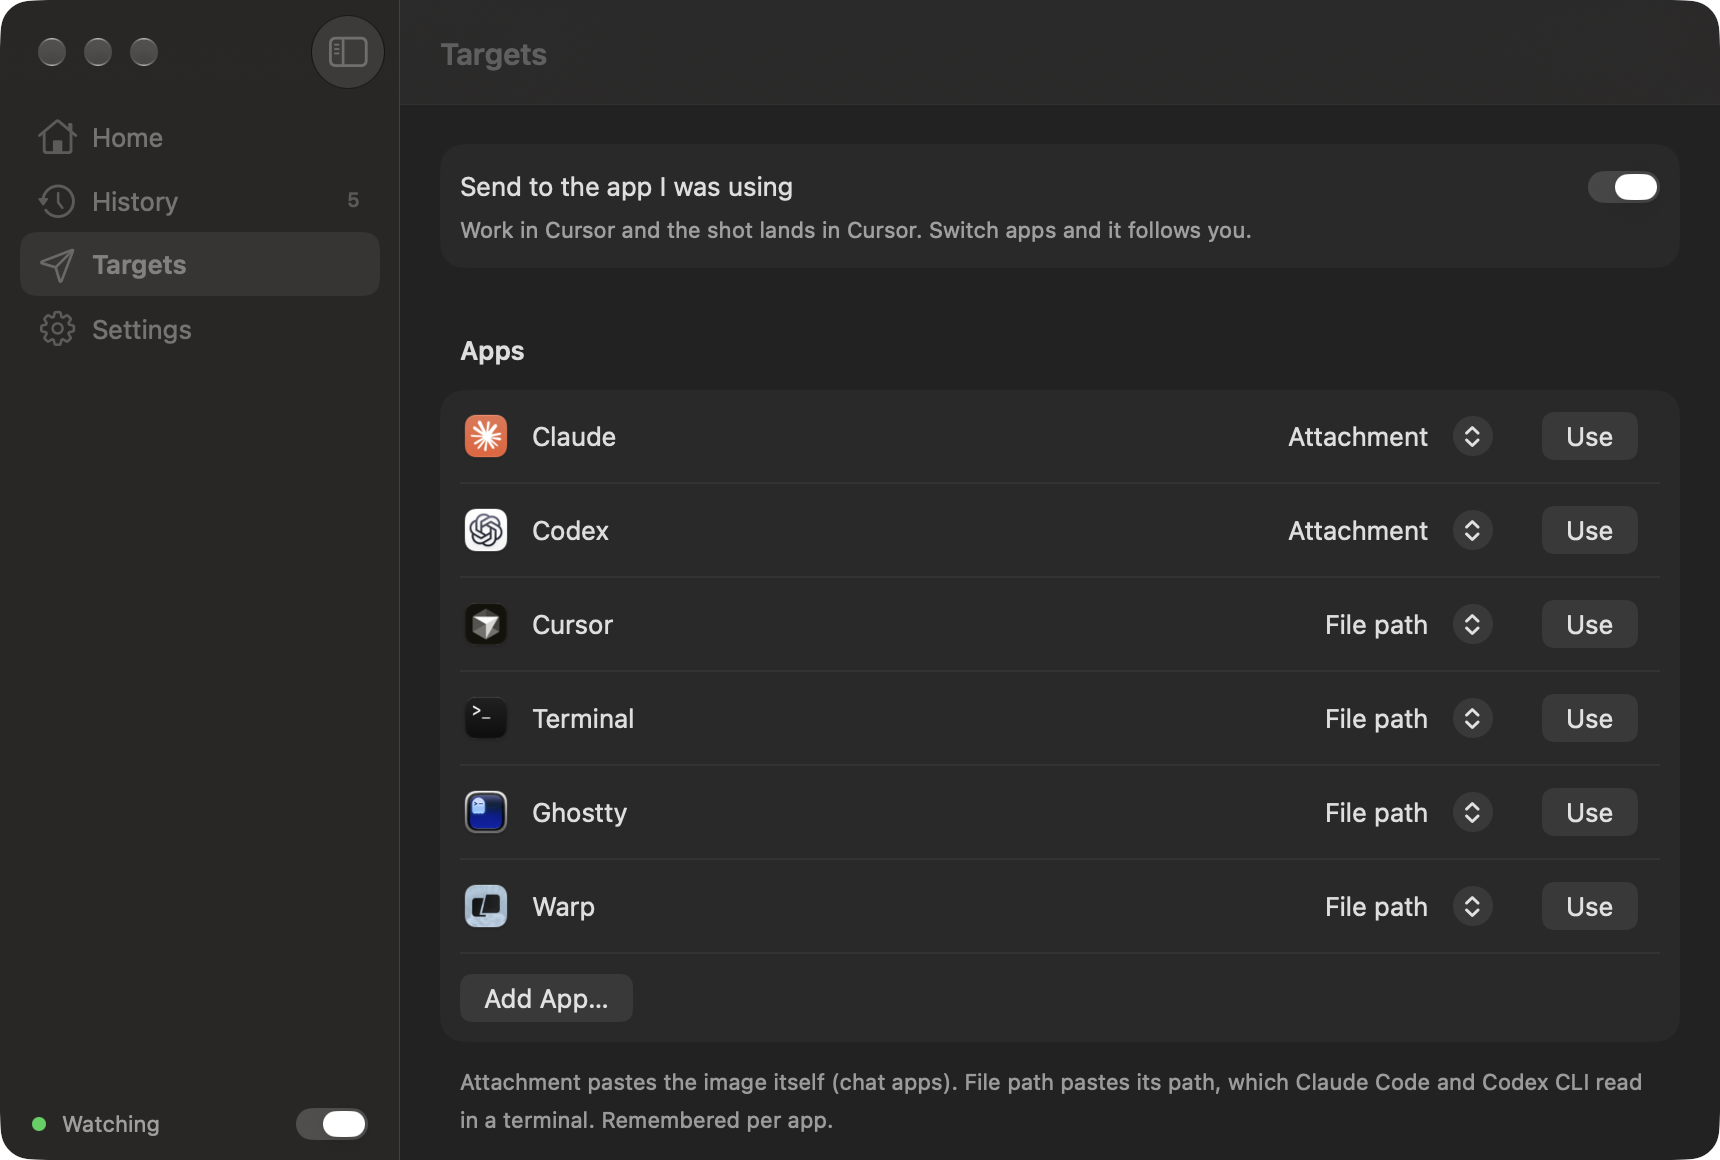 Targets
Home
History 5
Targets
Settings
Send to the app I was using
Work in Cursor and the shot lands in Cursor. Switch apps and it follows you.
Apps
Claude Attachment Use
Codex Attachment Use
Cursor File path Use
>_ Terminal File path Use
Ghostty File path Use
Warp File path Use
Add App...
Attachment pastes the image itself (chat apps). File path pastes its path, which Claude Code and Codex CLI read
in a terminal. Remembered per app.
Watching